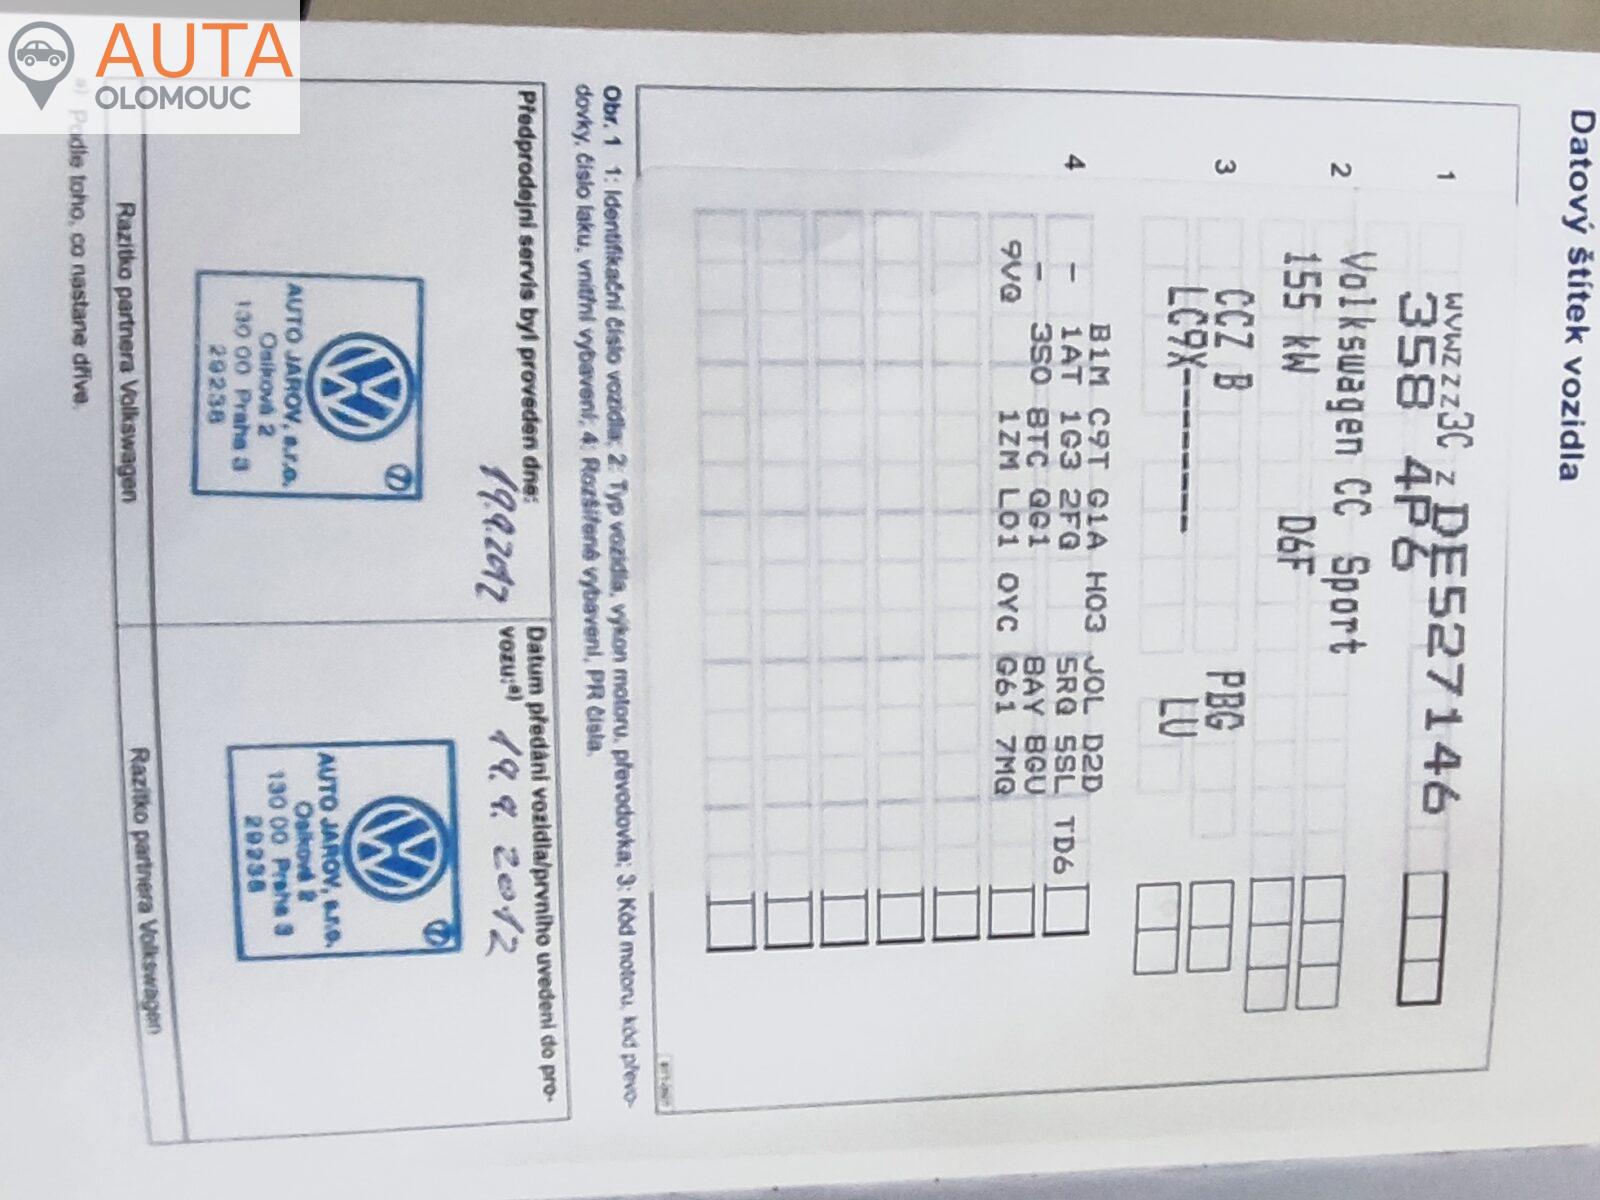 AUTA
OLOMOUC
Datový štítek vozidla
1
WVWZZZ3CZDE527146
358 4P6
2
Volkswagen CC Sport
155 kW D6F
3
CCZ B PBG
LC9X------- LU
4
B1M C9T G1A H03 J0L D2D
- 1AT 1G3 2FQ 5RQ 5SL TD6
- 3S0 8TC QG1 8AY 8GU
9VQ 1ZM L01 0YC G61 7MQ
Obr. 1 1: Identifikační číslo vozidla; 2: Typ vozidla, výkon motoru, převodovka; 3: Kód motoru, kód převo-
dovky, číslo laku, vnitřní vybavení; 4: Rozšířené vybavení, PR čísla.
Předprodejní servis byl proveden dne:
19.9.2012
AUTO JAROV, s.r.o.
Osiková 2
130 00 Praha 3
29238
Razítko partnera Volkswagen
Datum předání vozidla/prvního uvedení do pro-
vozu:a)
19. 9. 2012
AUTO JAROV, s.r.o.
Osiková 2
130 00 Praha 3
29238
Razítko partnera Volkswagen
a) Podle toho, co nastane dříve.